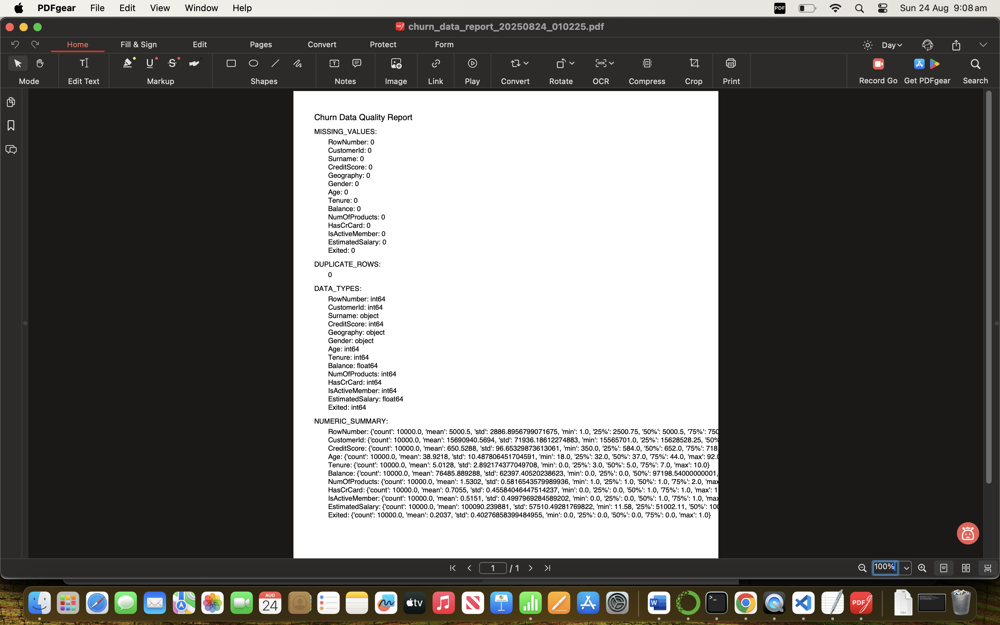 PDFgear File Edit View Window Help
PDF Sun 24 Aug 9:08 am
churn_data_report_20250824_010225.pdf
Home Fill & Sign Edit Pages Convert Protect Form Day
Mode Edit Text Markup Shapes Notes Image Link Play Convert Rotate OCR Compress Crop Print Record Go Get PDFgear Search
Churn Data Quality Report
MISSING_VALUES:
RowNumber: 0
CustomerId: 0
Surname: 0
CreditScore: 0
Geography: 0
Gender: 0
Age: 0
Tenure: 0
Balance: 0
NumOfProducts: 0
HasCrCard: 0
IsActiveMember: 0
EstimatedSalary: 0
Exited: 0
DUPLICATE_ROWS:
0
DATA_TYPES:
RowNumber: int64
CustomerId: int64
Surname: object
CreditScore: int64
Geography: object
Gender: object
Age: int64
Tenure: int64
Balance: float64
NumOfProducts: int64
HasCrCard: int64
IsActiveMember: int64
EstimatedSalary: float64
Exited: int64
NUMERIC_SUMMARY:
RowNumber: {'count': 10000.0, 'mean': 5000.5, 'std': 2886.8956799071675, 'min': 1.0, '25%': 2500.75, '50%': 5000.5, '75%': 750
CustomerId: {'count': 10000.0, 'mean': 15690940.5694, 'std': 71936.18612274883, 'min': 15565701.0, '25%': 15628528.25, '50%
CreditScore: {'count': 10000.0, 'mean': 650.5288, 'std': 96.65329873613061, 'min': 350.0, '25%': 584.0, '50%': 652.0, '75%': 718.
Age: {'count': 10000.0, 'mean': 38.9218, 'std': 10.487806451704591, 'min': 18.0, '25%': 32.0, '50%': 37.0, '75%': 44.0, 'max': 92.0
Tenure: {'count': 10000.0, 'mean': 5.0128, 'std': 2.892174377049708, 'min': 0.0, '25%': 3.0, '50%': 5.0, '75%': 7.0, 'max': 10.0}
Balance: {'count': 10000.0, 'mean': 76485.889288, 'std': 62397.40520238623, 'min': 0.0, '25%': 0.0, '50%': 97198.54000000001,
NumOfProducts: {'count': 10000.0, 'mean': 1.5302, 'std': 0.5816543579989936, 'min': 1.0, '25%': 1.0, '50%': 1.0, '75%': 2.0, 'max
HasCrCard: {'count': 10000.0, 'mean': 0.7055, 'std': 0.45584046447514237, 'min': 0.0, '25%': 0.0, '50%': 1.0, '75%': 1.0, 'max': 1
IsActiveMember: {'count': 10000.0, 'mean': 0.5151, 'std': 0.4997969284589202, 'min': 0.0, '25%': 0.0, '50%': 1.0, '75%': 1.0, 'max
EstimatedSalary: {'count': 10000.0, 'mean': 100090.239881, 'std': 57510.49281769822, 'min': 11.58, '25%': 51002.11, '50%': 100
Exited: {'count': 10000.0, 'mean': 0.2037, 'std': 0.40276858399484955, 'min': 0.0, '25%': 0.0, '50%': 0.0, '75%': 0.0, 'max': 1.0}
1 / 1
100%
AUG
24
tv
W
PDF
CSV